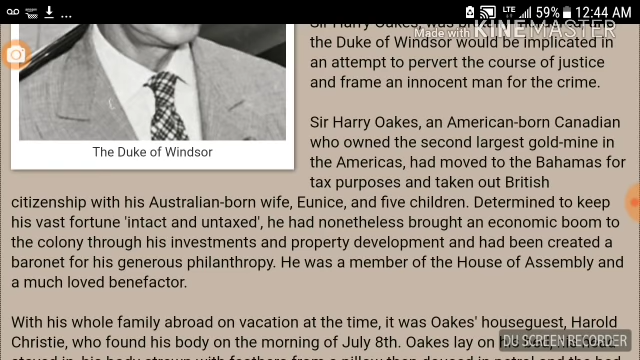 LTE 59% 12:44 AM
Made with KINEMASTER
the Duke of Windsor would be implicated in
an attempt to pervert the course of justice
and frame an innocent man for the crime.
The Duke of Windsor
Sir Harry Oakes, an American-born Canadian
who owned the second largest gold-mine in
the Americas, had moved to the Bahamas for
tax purposes and taken out British
citizenship with his Australian-born wife, Eunice, and five children. Determined to keep
his vast fortune 'intact and untaxed', he had nonetheless brought an economic boom to
the colony through his investments and property development and had been created a
baronet for his generous philanthropy. He was a member of the House of Assembly and
a much loved benefactor.
With his whole family abroad on vacation at the time, it was Oakes' houseguest, Harold
Christie, who found his body on the morning of July 8th. Oakes lay on
DU SCREEN RECORDER